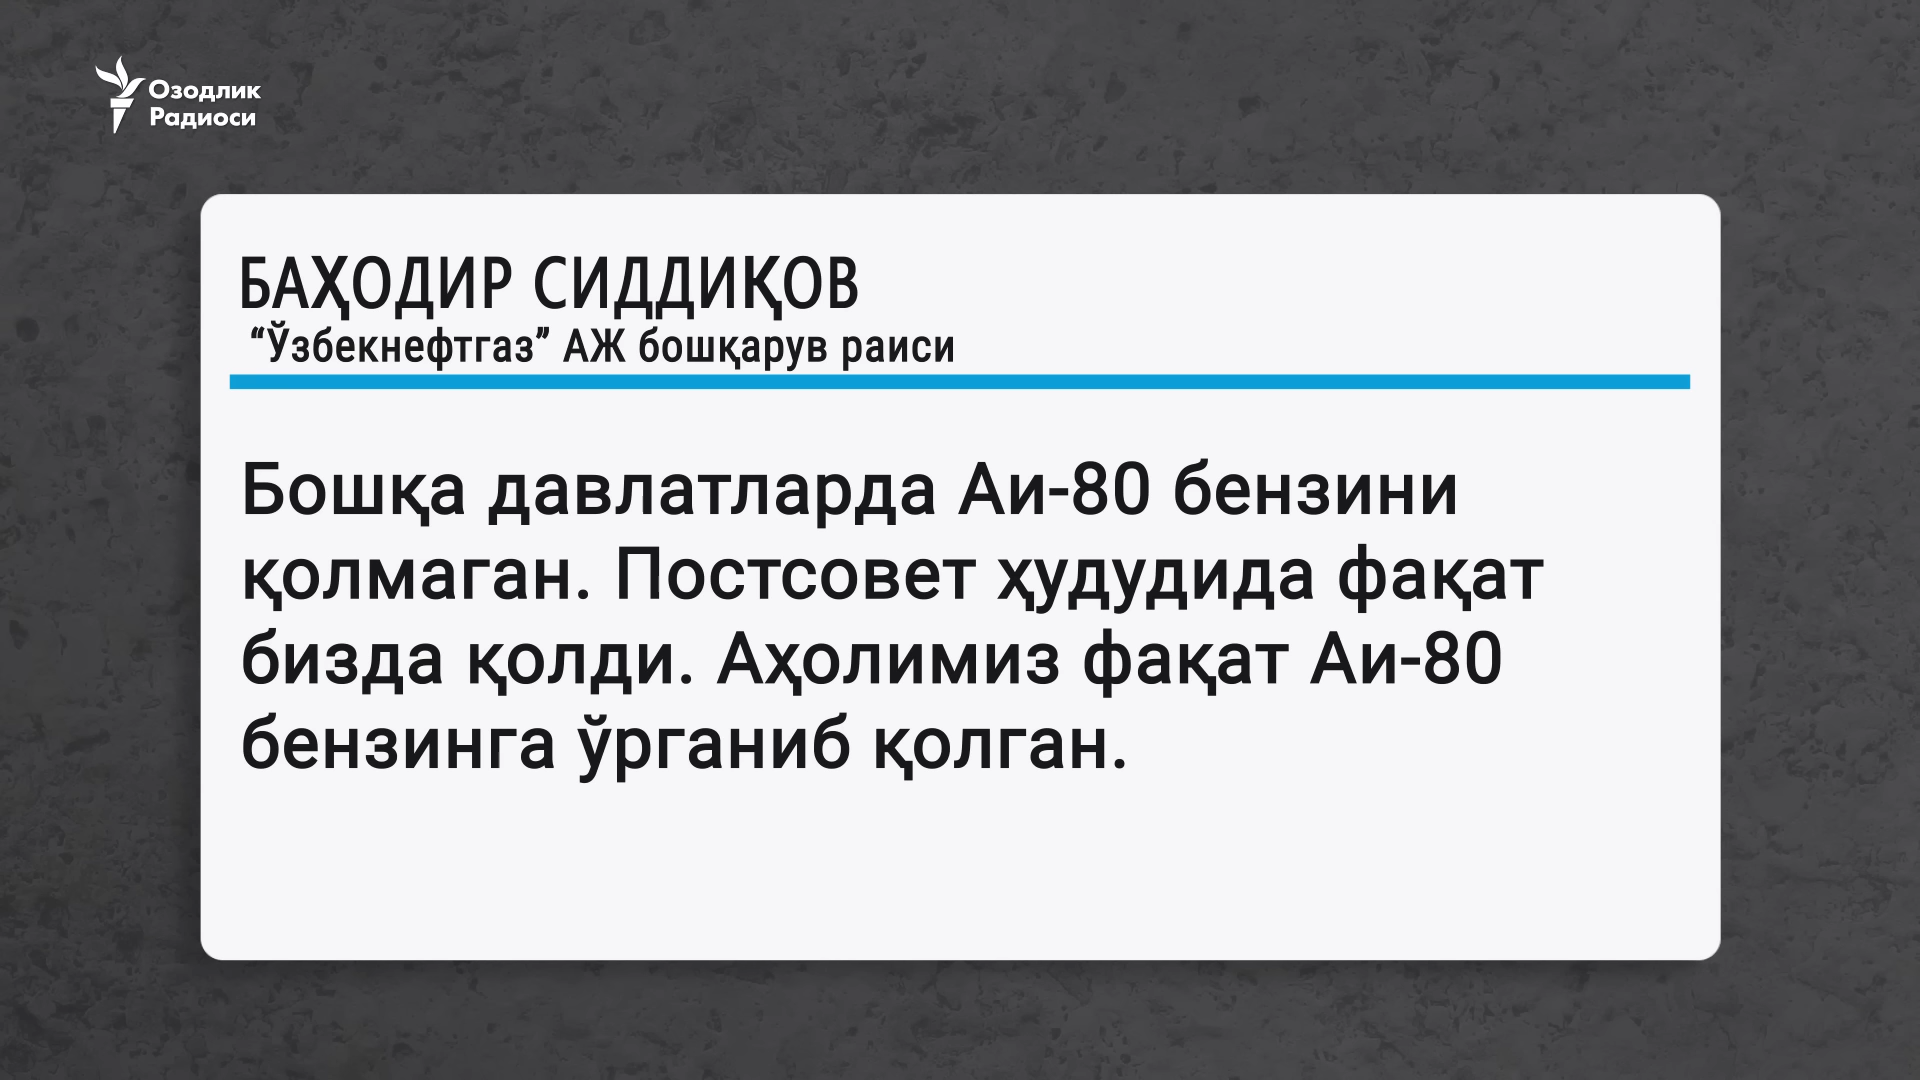 Озодлик
Радиоси
БАҲОДИР СИДДИҚОВ
“Ўзбекнефтгаз” АЖ бошқарув раиси
Бошқа давлатларда Аи-80 бензини
қолмаган. Постсовет ҳудудида фақат
бизда қолди. Аҳолимиз фақат Аи-80
бензинга ўрганиб қолган.